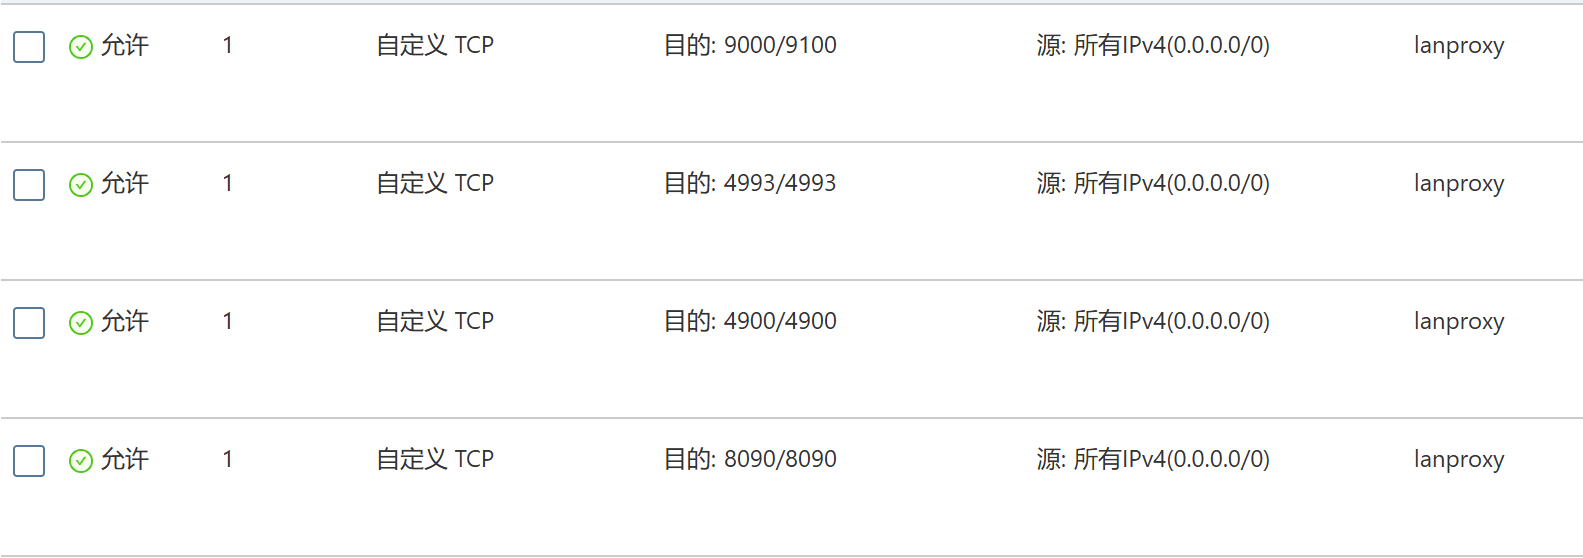 允许 1 自定义 TCP 目的: 9000/9100 源: 所有IPv4(0.0.0.0/0) lanproxy
允许 1 自定义 TCP 目的: 4993/4993 源: 所有IPv4(0.0.0.0/0) lanproxy
允许 1 自定义 TCP 目的: 4900/4900 源: 所有IPv4(0.0.0.0/0) lanproxy
允许 1 自定义 TCP 目的: 8090/8090 源: 所有IPv4(0.0.0.0/0) lanproxy